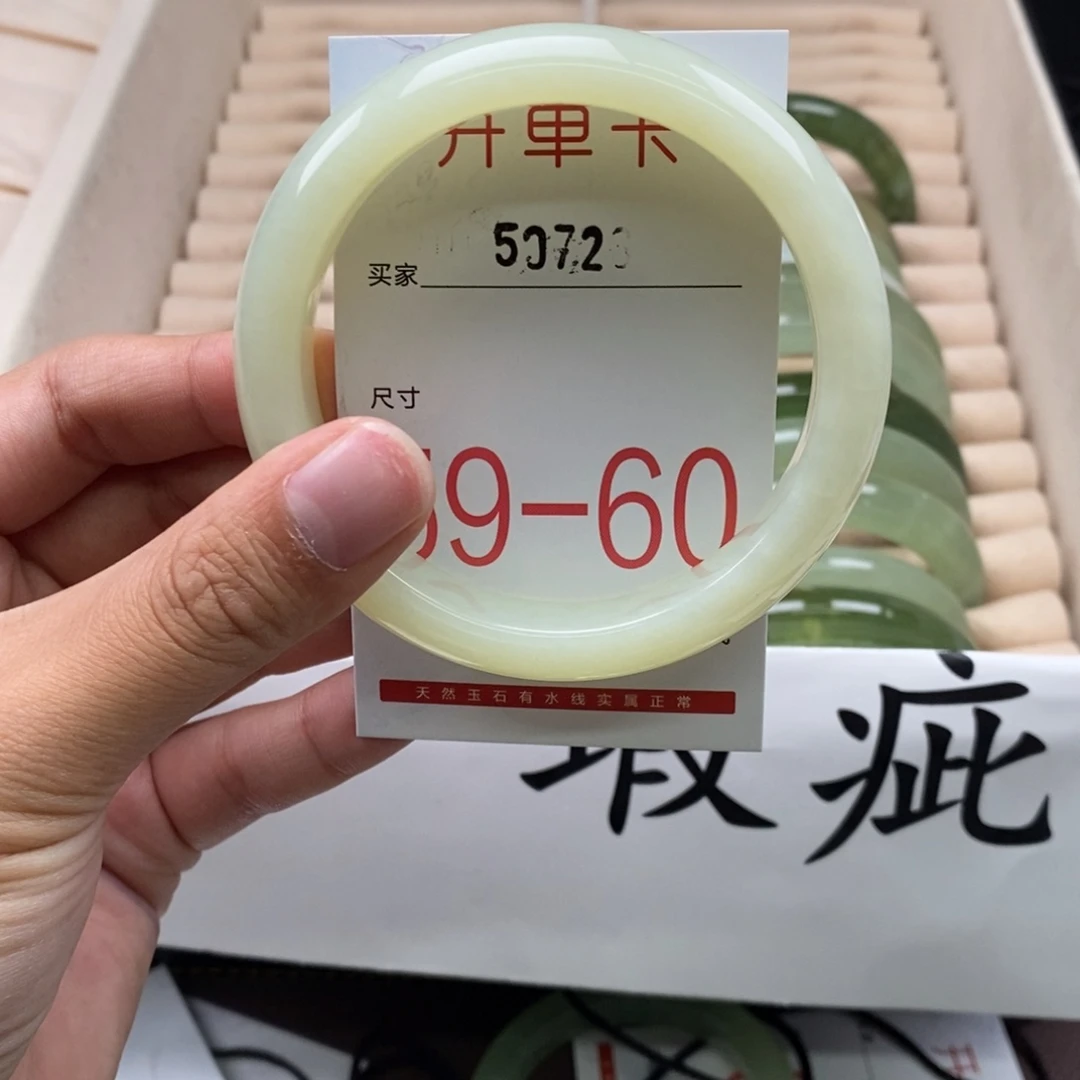 开单卡
买家 5072
尺寸
59-60
天然玉石有水线实属正常
瑕疵